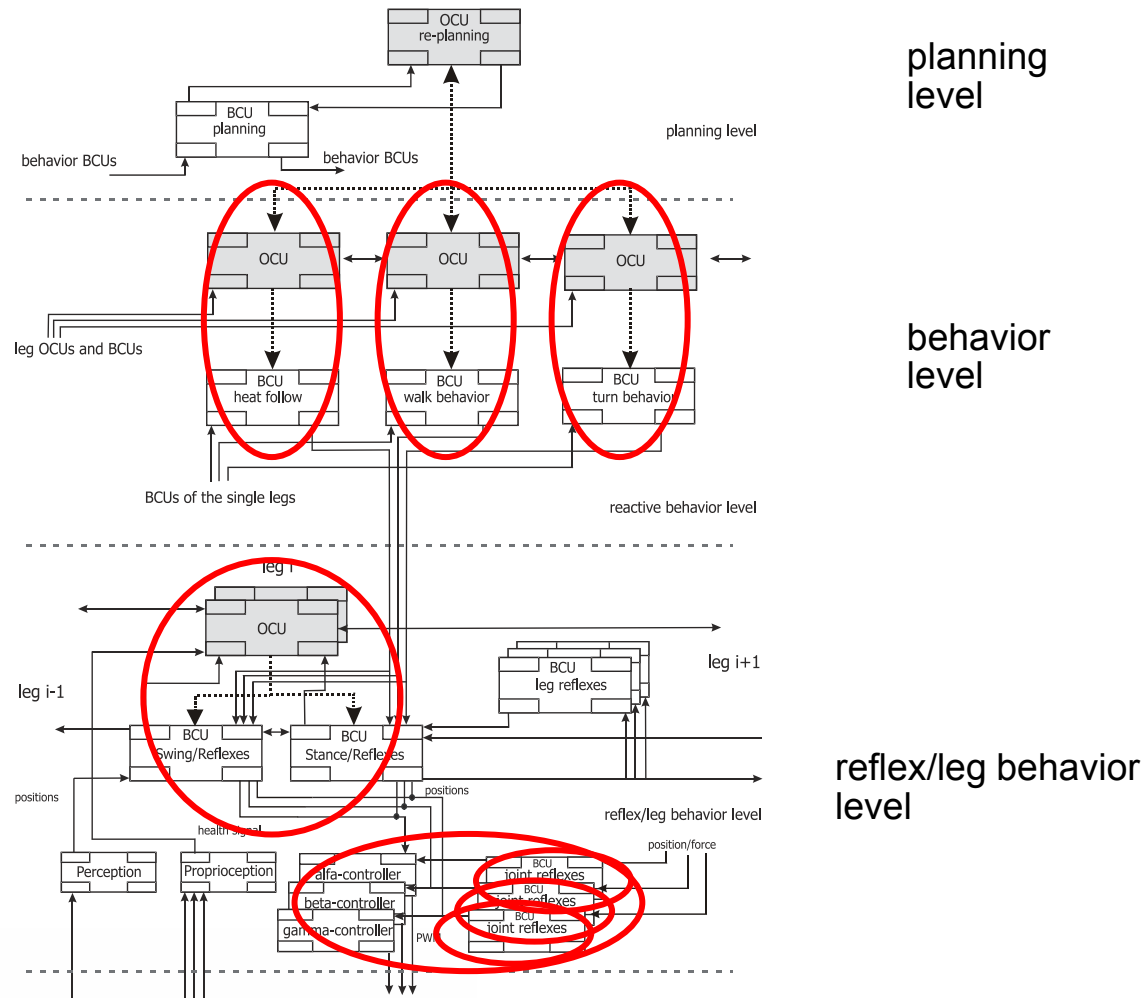 OCU
re-planning
planning
level
BCU
planning
planning level
behavior BCUs
behavior BCUs
OCU
OCU
OCU
leg OCUs and BCUs
behavior
level
BCU
heat follow
BCU
walk behavior
BCU
turn behavior
BCUs of the single legs
reactive behavior level
leg i
OCU
BCU
leg reflexes
leg i+1
leg i-1
BCU
Swing/Reflexes
BCU
Stance/Reflexes
reflex/leg behavior
level
positions
positions
reflex/leg behavior level
health signal
position/force
Perception
Proprioception
alfa-controller
BCU
joint reflexes
beta-controller
BCU
joint reflexes
gamma-controller
BCU
joint reflexes
PWM